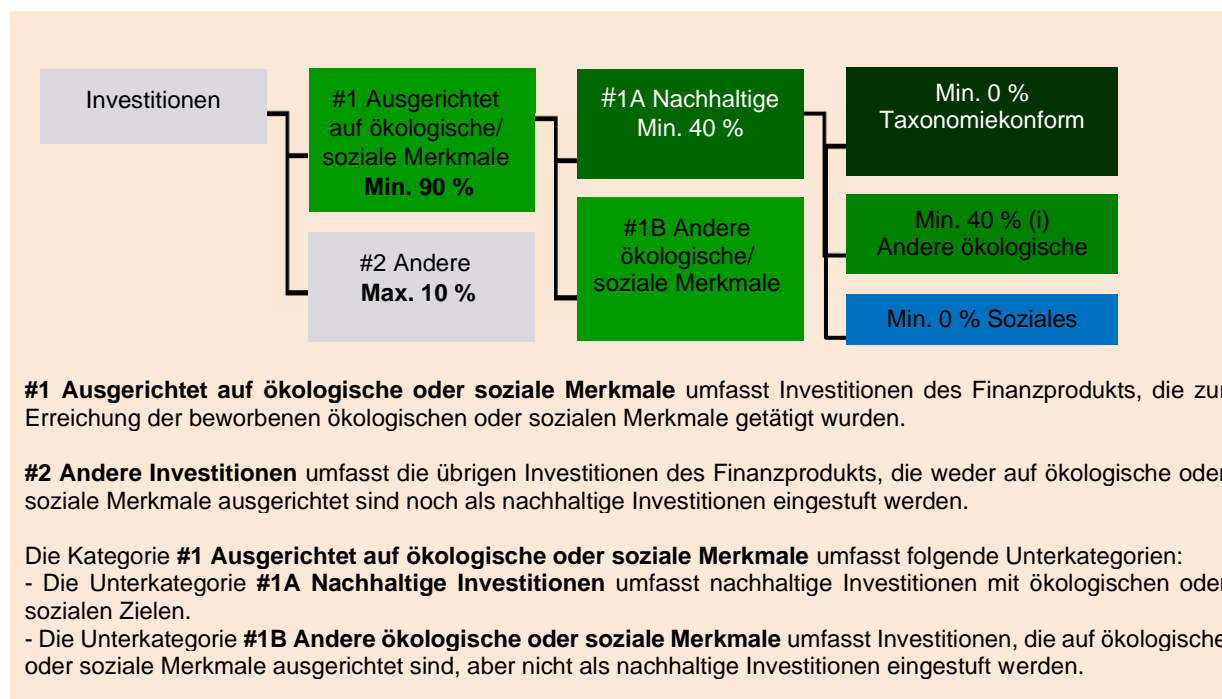 Investitionen
#1 Ausgerichtet
auf ökologische/
soziale Merkmale
Min. 90 %
#2 Andere
Max. 10 %
#1A Nachhaltige
Min. 40 %
#1B Andere
ökologische/
soziale Merkmale
Min. 0 %
Taxonomiekonform
Min. 40 % (i)
Andere ökologische
Min. 0 % Soziales
#1 Ausgerichtet auf ökologische oder soziale Merkmale umfasst Investitionen des Finanzprodukts, die zur
Erreichung der beworbenen ökologischen oder sozialen Merkmale getätigt wurden.
#2 Andere Investitionen umfasst die übrigen Investitionen des Finanzprodukts, die weder auf ökologische oder
soziale Merkmale ausgerichtet sind noch als nachhaltige Investitionen eingestuft werden.
Die Kategorie #1 Ausgerichtet auf ökologische oder soziale Merkmale umfasst folgende Unterkategorien:
- Die Unterkategorie #1A Nachhaltige Investitionen umfasst nachhaltige Investitionen mit ökologischen oder
sozialen Zielen.
- Die Unterkategorie #1B Andere ökologische oder soziale Merkmale umfasst Investitionen, die auf ökologische
oder soziale Merkmale ausgerichtet sind, aber nicht als nachhaltige Investitionen eingestuft werden.